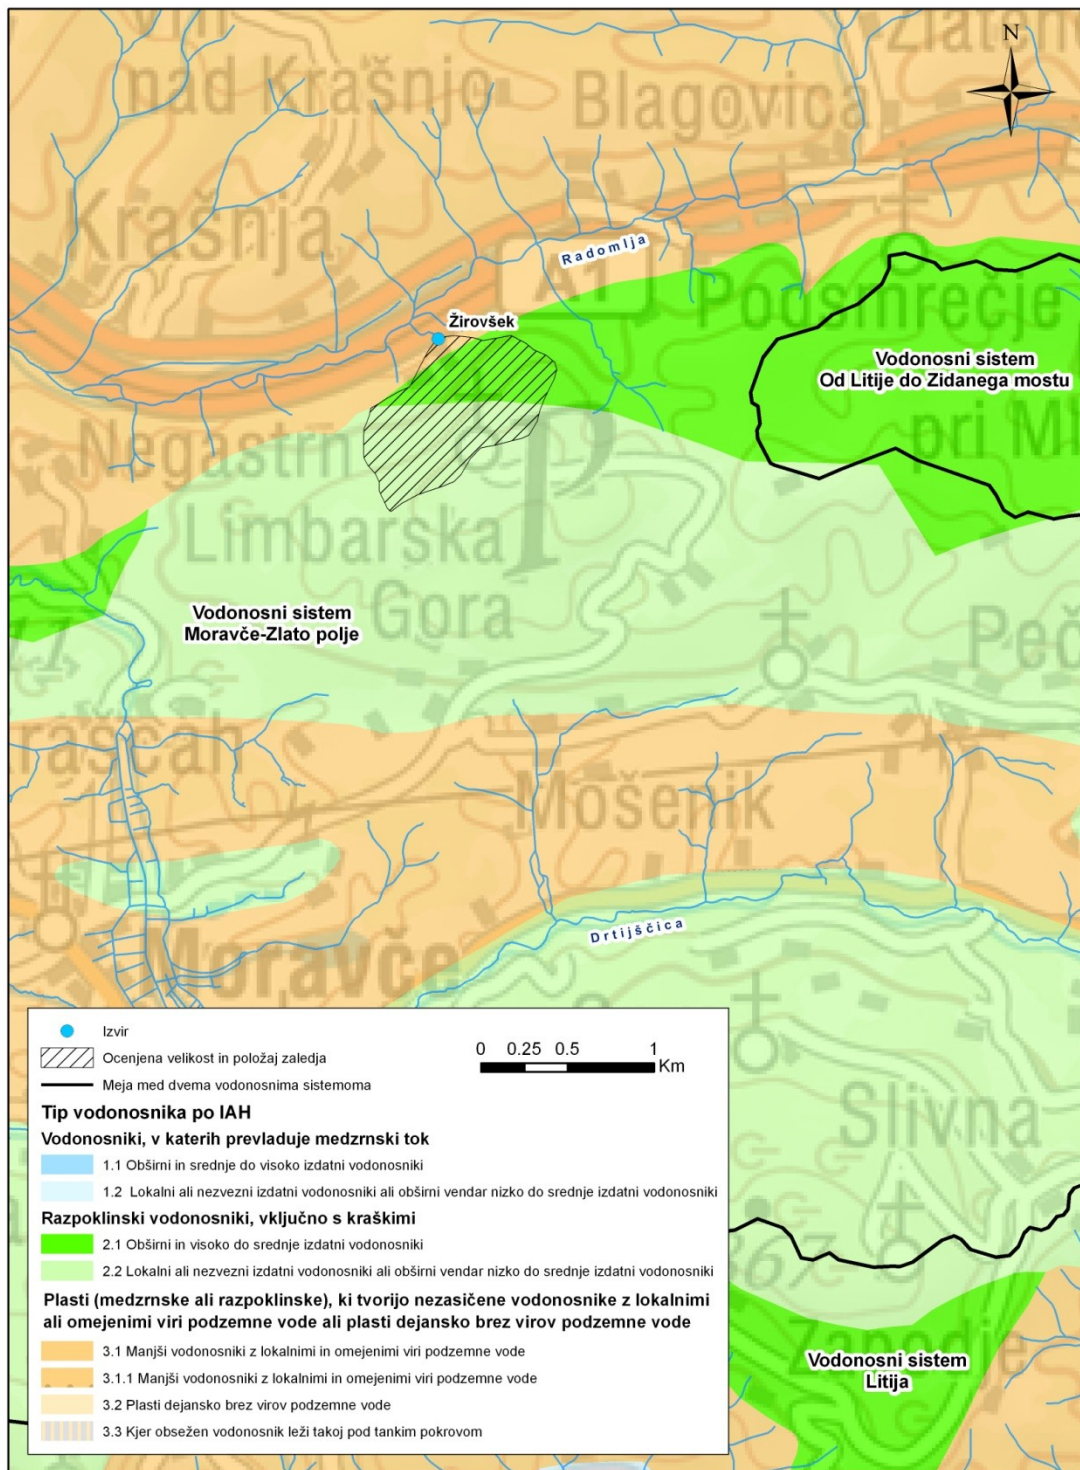 nad Krašnjo
Blagovica
Zlaten
N
Krašnja
Radomlja
A1
Podsmrečje
Žirovšek
Vodonosni sistem
Od Litije do Zidanega mostu
pri M
Negastrn
P
Limbarska
Gora
Vodonosni sistem
Moravče-Zlato polje
Peč
raščah
Mošenik
Drtijščica
Moravče
Izvir
Ocenjena velikost in položaj zaledja
Meja med dvema vodonosnima sistemoma
0 0.25 0.5 1
Km
Tip vodonosnika po IAH
Vodonosniki, v katerih prevladuje medzrnski tok
1.1 Obširni in srednje do visoko izdatni vodonosniki
1.2 Lokalni ali nezvezni izdatni vodonosniki ali obširni vendar nizko do srednje izdatni vodonosniki
Razpoklinski vodonosniki, vključno s kraškimi
2.1 Obširni in visoko do srednje izdatni vodonosniki
2.2 Lokalni ali nezvezni izdatni vodonosniki ali obširni vendar nizko do srednje izdatni vodonosniki
Plasti (medzrnske ali razpoklinske), ki tvorijo nezasičene vodonosnike z lokalnimi
ali omejenimi viri podzemne vode ali plasti dejansko brez virov podzemne vode
3.1 Manjši vodonosniki z lokalnimi in omejenimi viri podzemne vode
3.1.1 Manjši vodonosniki z lokalnimi in omejenimi viri podzemne vode
3.2 Plasti dejansko brez virov podzemne vode
3.3 Kjer obsežen vodonosnik leži takoj pod tankim pokrovom
Slivna
Zapodje
Vodonosni sistem
Litija